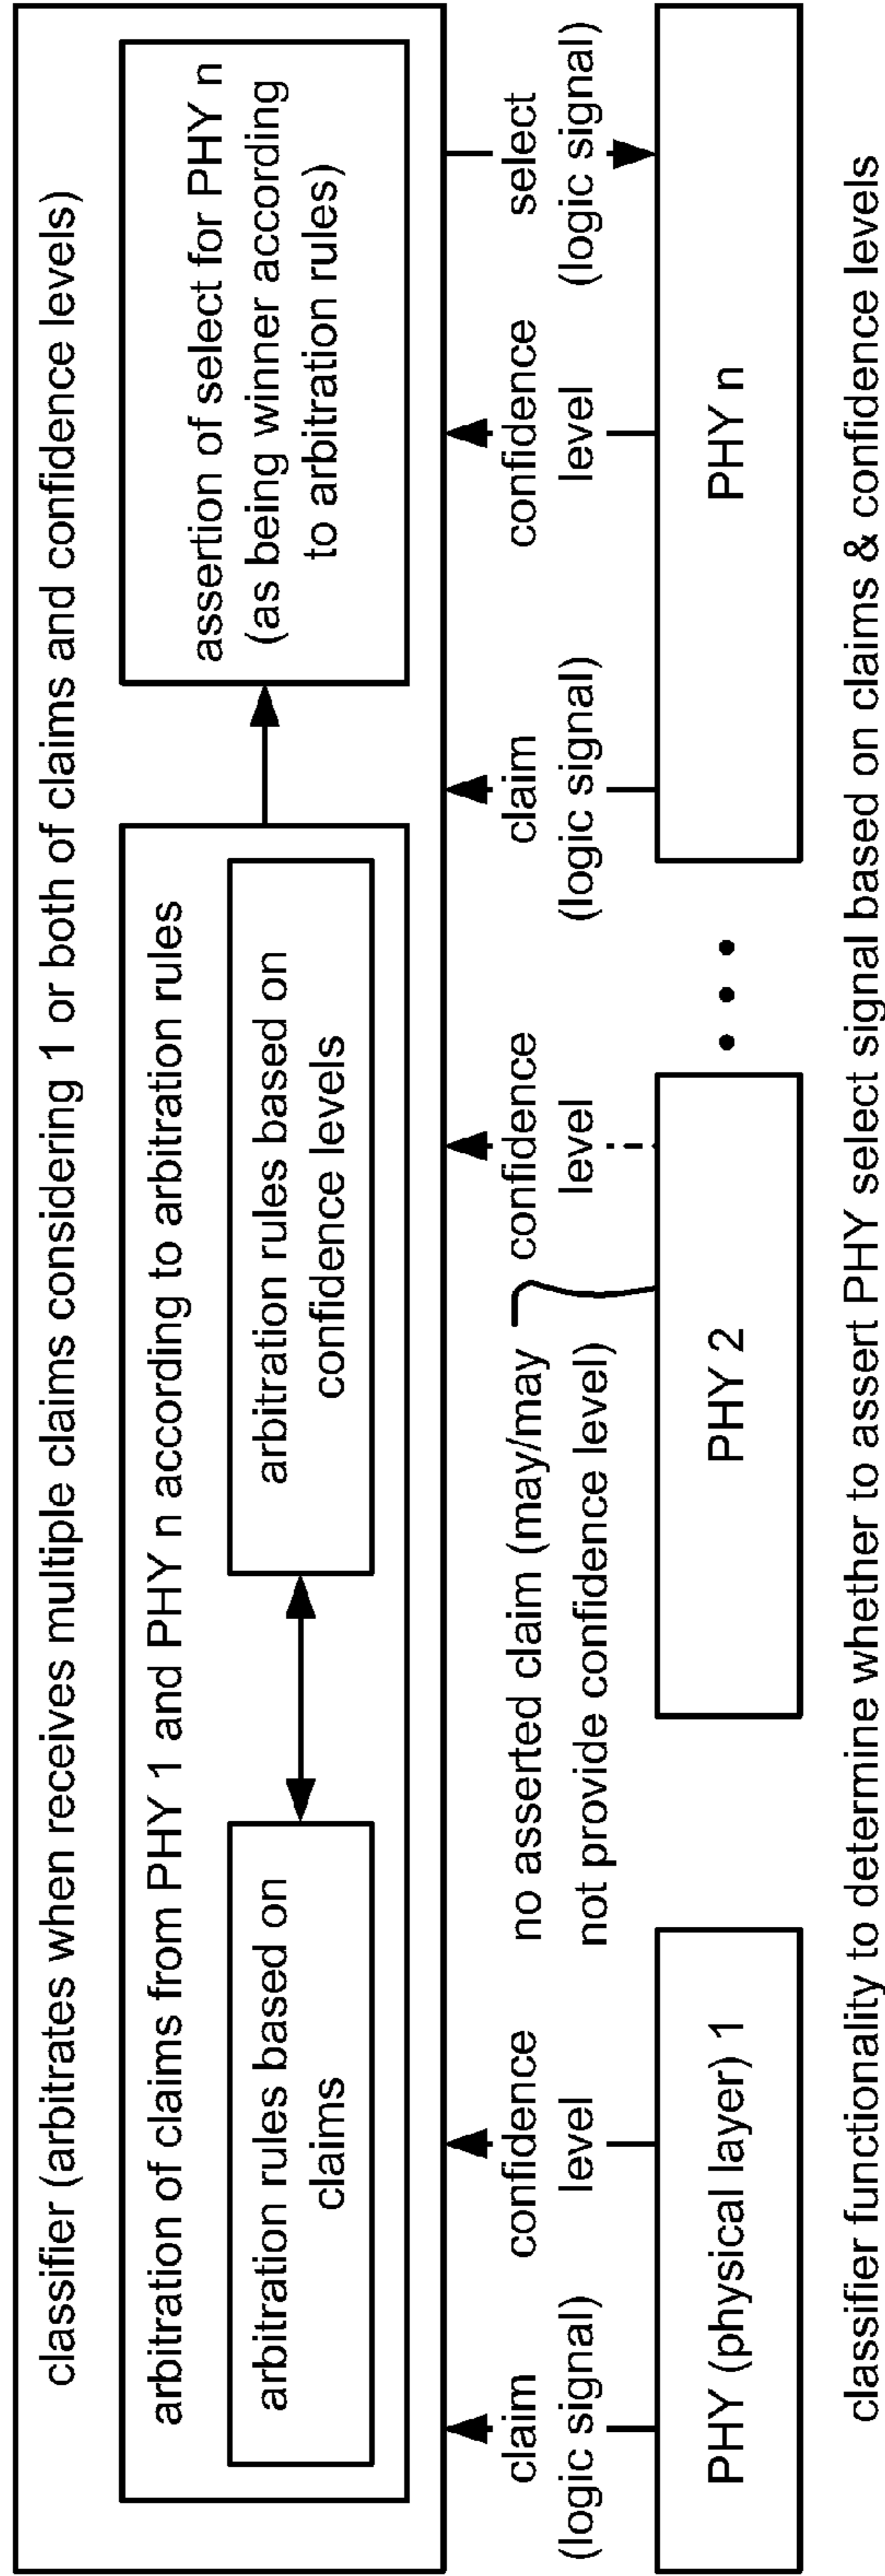 classifier (arbitrates when receives multiple claims considering 1 or both of claims and confidence levels)
arbitration of claims from PHY 1 and PHY n according to arbitration rules
arbitration rules based on
claims
arbitration rules based on
confidence levels
assertion of select for PHY n
(as being winner according
to arbitration rules)
claim
(logic signal)
confidence
level
no asserted claim (may/may
not provide confidence level)
confidence
level
claim
(logic signal)
confidence
level
select
(logic signal)
PHY (physical layer) 1
PHY 2
PHY n
classifier functionality to determine whether to assert PHY select signal based on claims & confidence levels